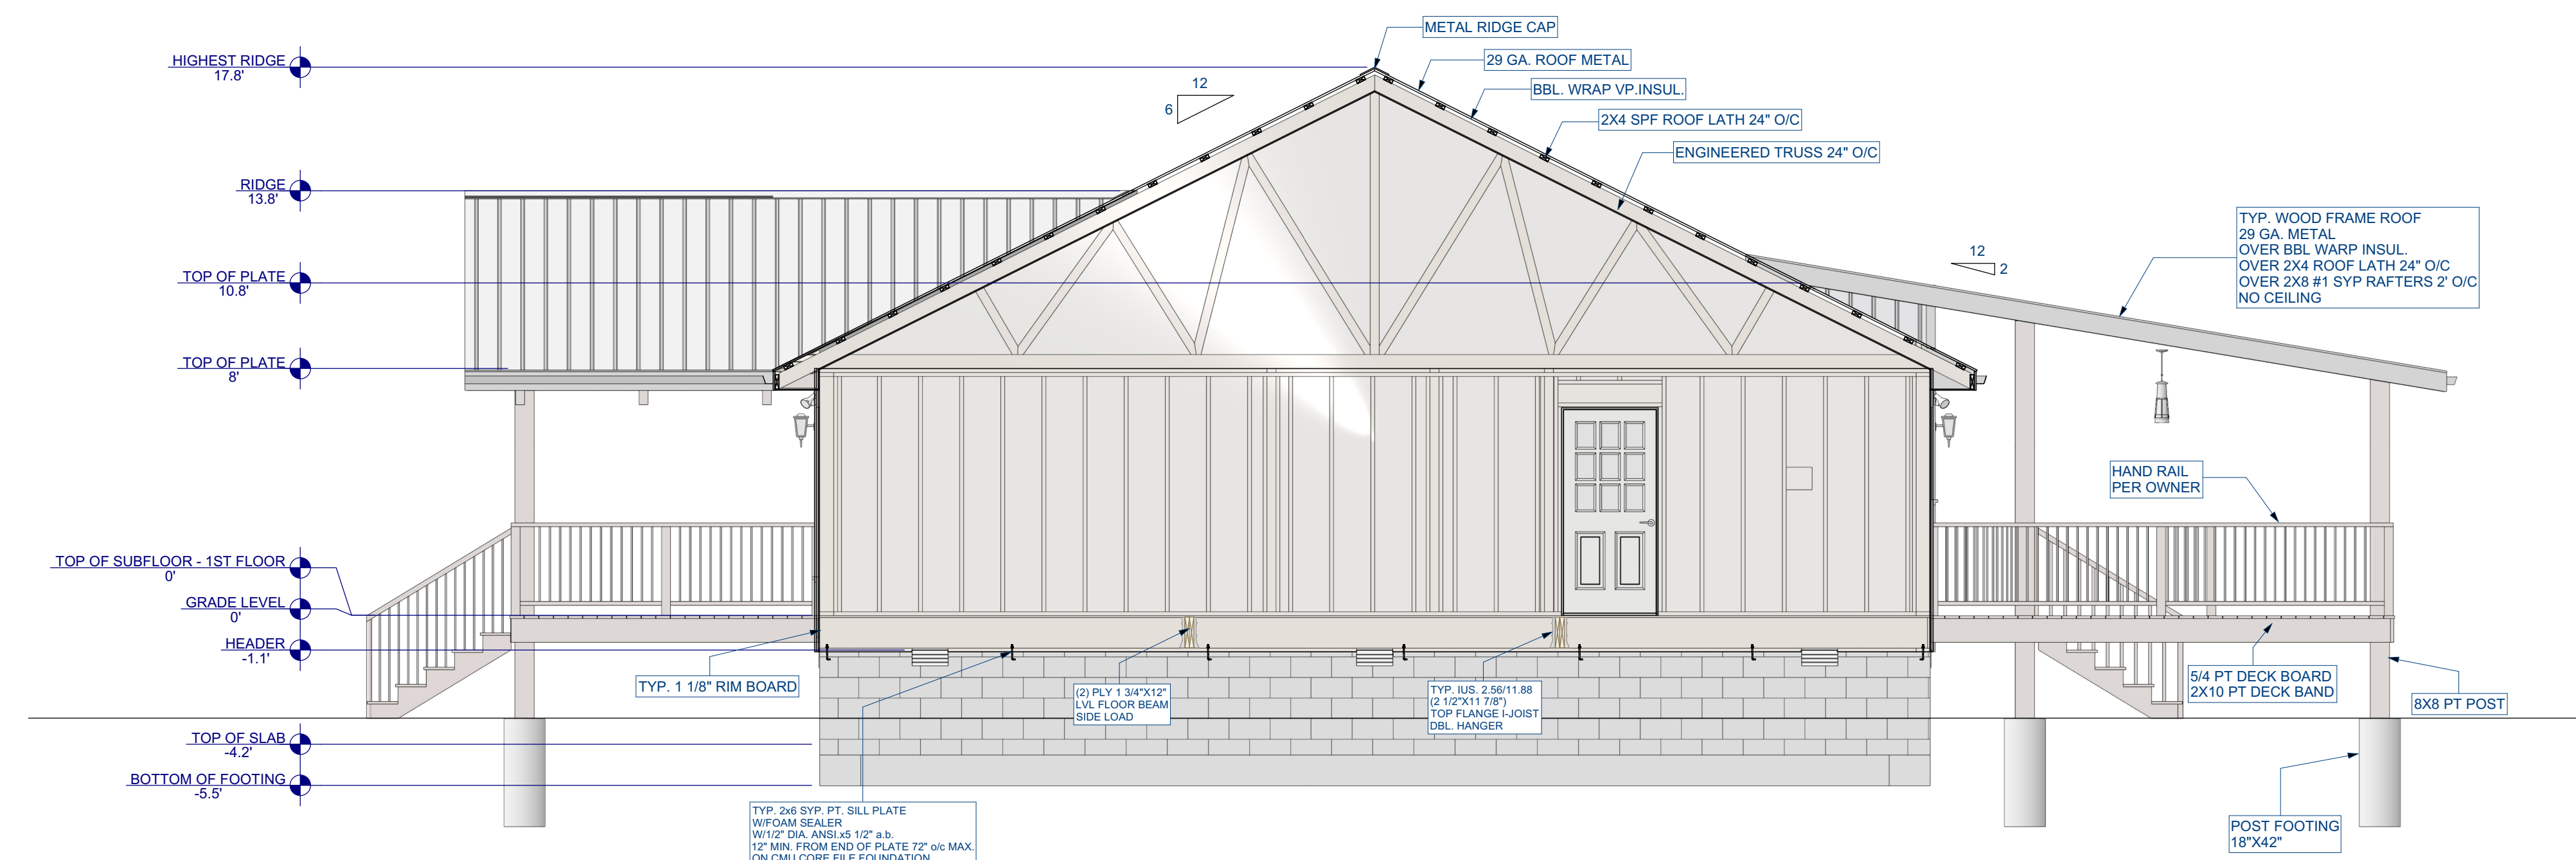 METAL RIDGE CAP
29 GA. ROOF METAL
BBL. WRAP VP.INSUL.
2X4 SPF ROOF LATH 24" O/C
ENGINEERED TRUSS 24" O/C
12
6
HIGHEST RIDGE
17.8'
RIDGE
13.8'
TOP OF PLATE
10.8'
TOP OF PLATE
8'
TOP OF SUBFLOOR - 1ST FLOOR
0'
GRADE LEVEL
0'
HEADER
-1.1'
TOP OF SLAB
-4.2'
BOTTOM OF FOOTING
-5.5'
12
2
TYP. WOOD FRAME ROOF
29 GA. METAL
OVER BBL WARP INSUL.
OVER 2X4 ROOF LATH 24" O/C
OVER 2X8 #1 SYP RAFTERS 2' O/C
NO CEILING
HAND RAIL
PER OWNER
TYP. 1 1/8" RIM BOARD
(2) PLY 1 3/4"X12"
LVL FLOOR BEAM
SIDE LOAD
TYP. IUS. 2.56/11.88
(2 1/2"X11 7/8")
TOP FLANGE I-JOIST
DBL. HANGER
5/4 PT DECK BOARD
2X10 PT DECK BAND
8X8 PT POST
POST FOOTING
18"X42"
TYP. 2x6 SYP. PT. SILL PLATE
W/FOAM SEALER
W/1/2" DIA. ANSI.x5 1/2" a.b.
12" MIN. FROM END OF PLATE 72" o/c MAX.
ON CMU CORE FILE FOUNDATION